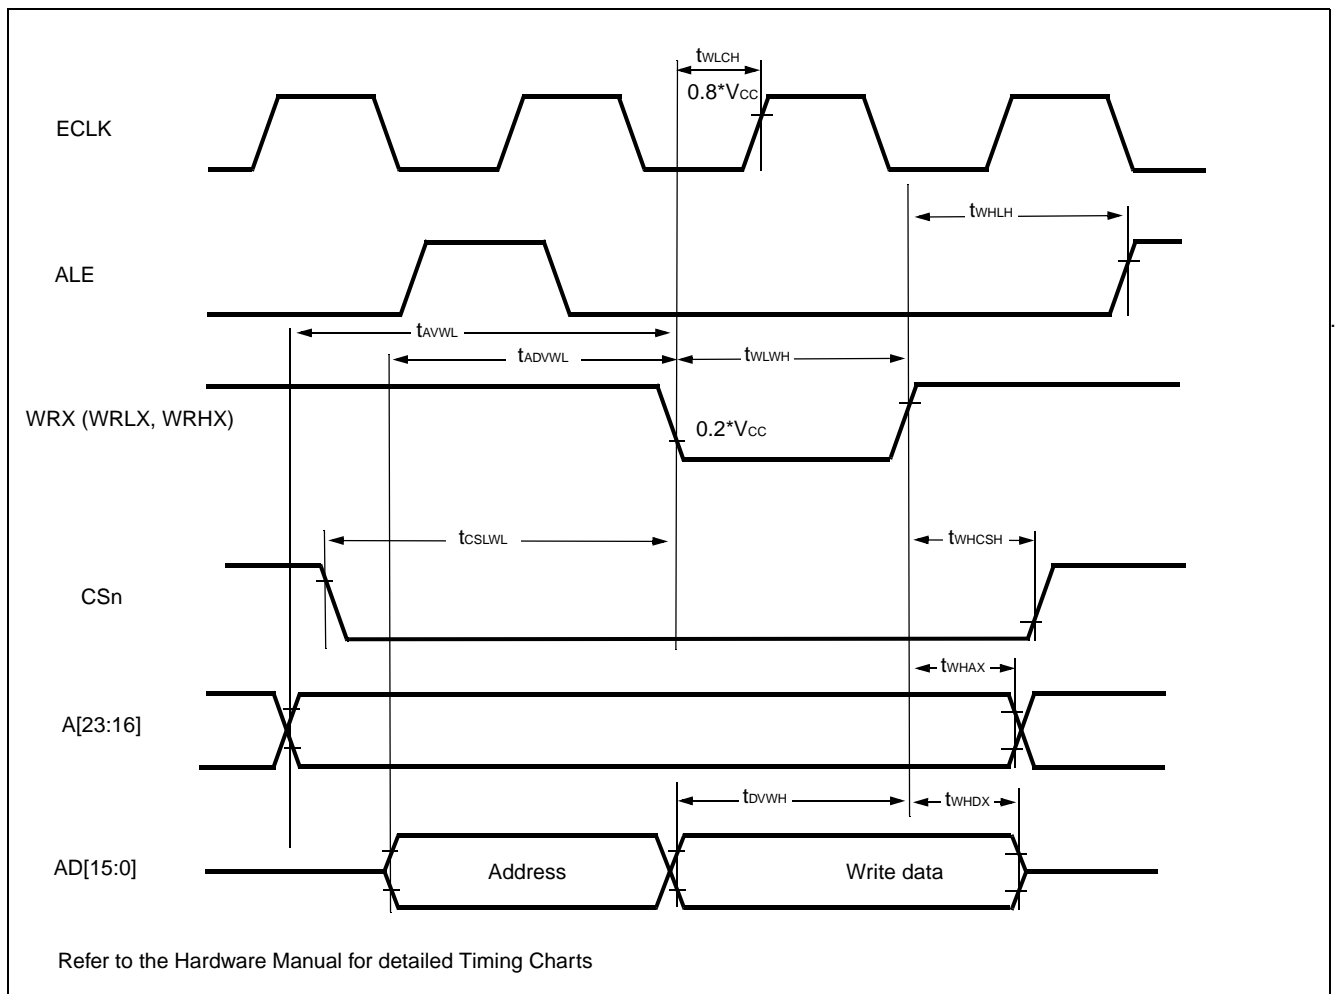 tWLCH
0.8*VCC
ECLK
tWHLH
ALE
tAVWL
tADVWL
tWLWH
WRX (WRLX, WRHX)
0.2*VCC
tCSLWL
tWHCSH
CSn
tWHAX
A[23:16]
tDVWH
tWHDX
AD[15:0]
Address
Write data
Refer to the Hardware Manual for detailed Timing Charts